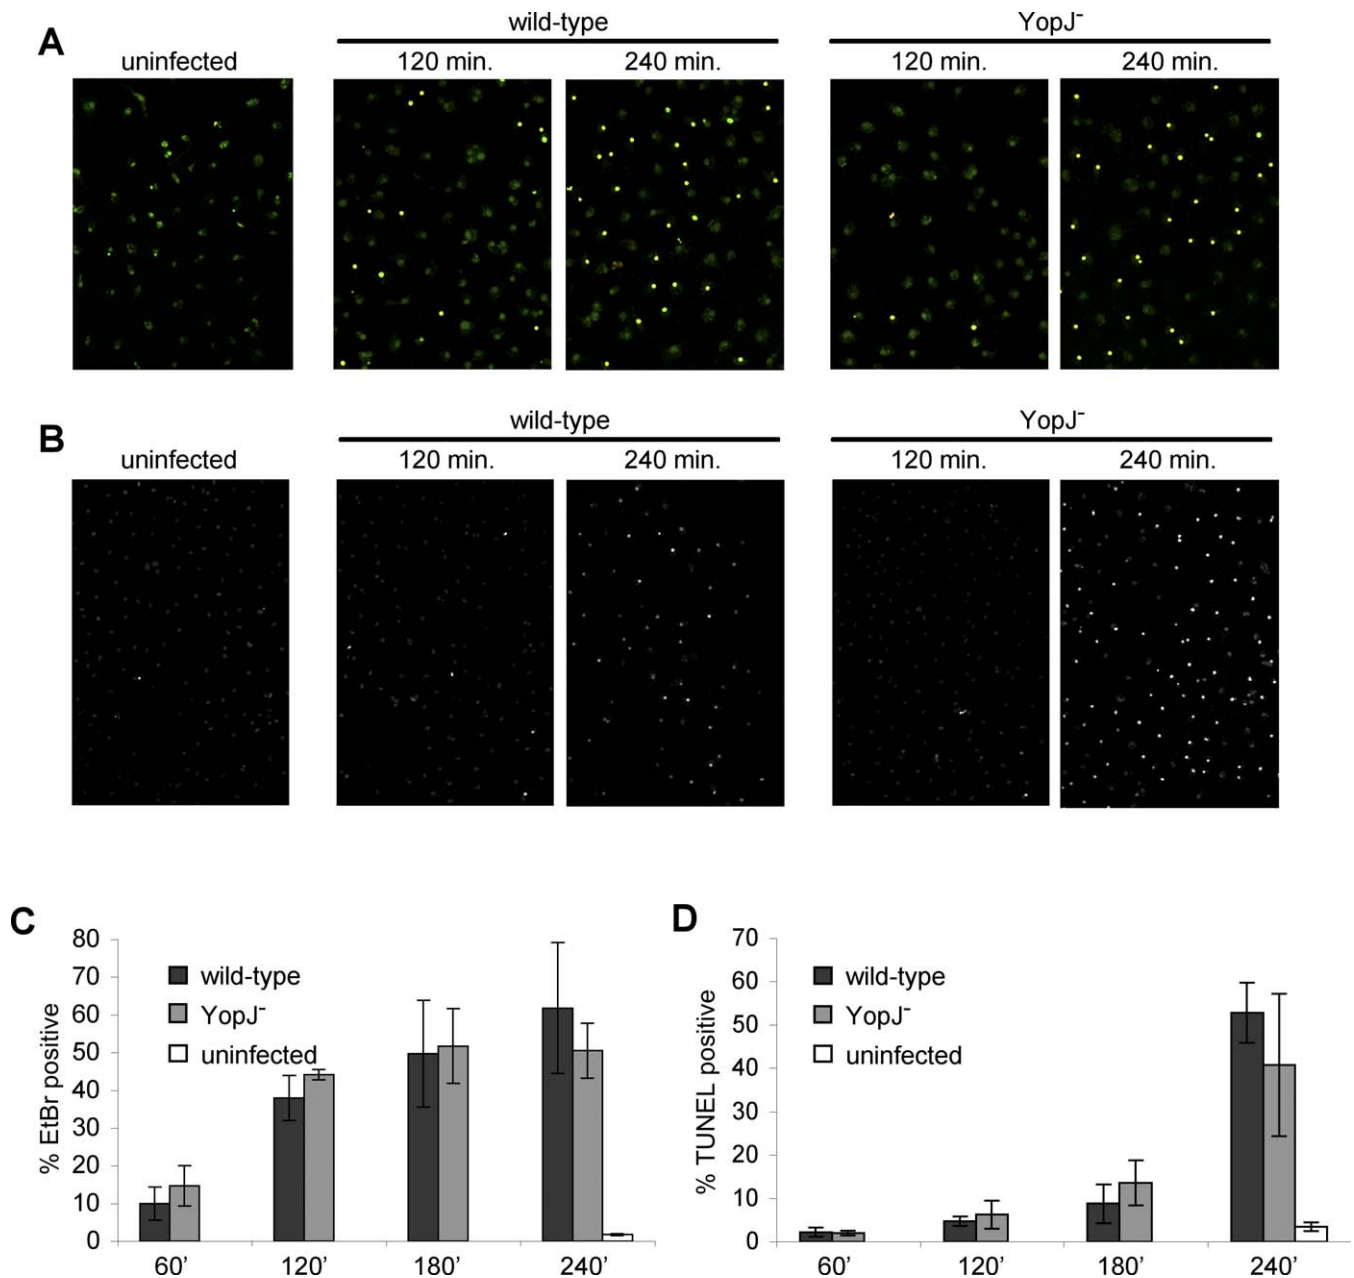 A
wild-type
YopJ⁻
uninfected
120 min.
240 min.
120 min.
240 min.
B
wild-type
YopJ⁻
uninfected
120 min.
240 min.
120 min.
240 min.
C
% EtBr positive
80
70
60
50
40
30
20
10
0
wild-type
YopJ⁻
uninfected
60’
120’
180’
240’
D
% TUNEL positive
70
60
50
40
30
20
10
0
wild-type
YopJ⁻
uninfected
60’
120’
180’
240’